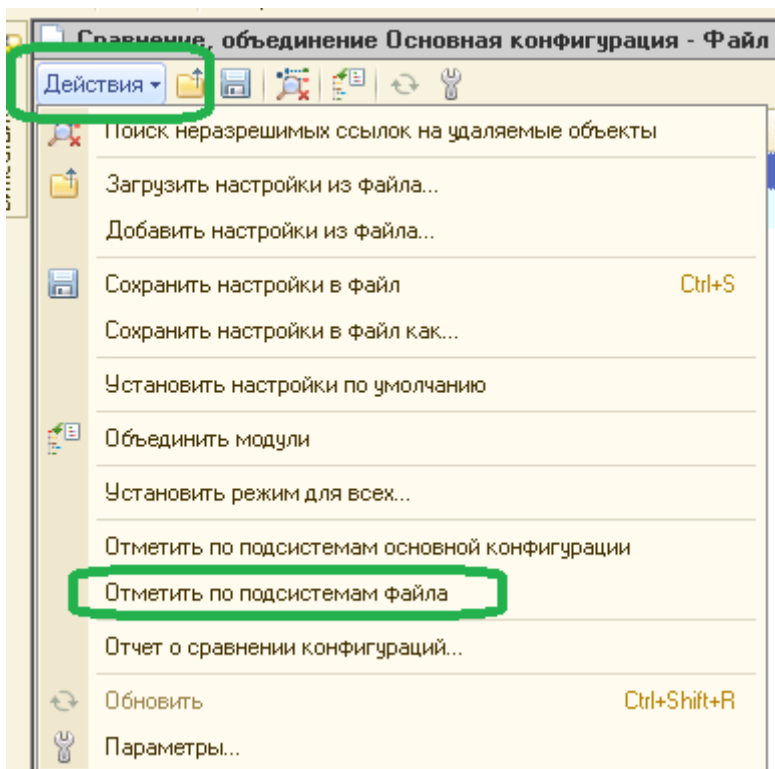 Сравнение, объединение Основная конфигурация - Файл
Действия
Поиск неразрешимых ссылок на удаляемые объекты
Загрузить настройки из файла...
Добавить настройки из файла...
Сохранить настройки в файл Ctrl+S
Сохранить настройки в файл как...
Установить настройки по умолчанию
Объединить модули
Установить режим для всех...
Отметить по подсистемам основной конфигурации
Отметить по подсистемам файла
Отчет о сравнении конфигураций...
Обновить Ctrl+Shift+R
Параметры...